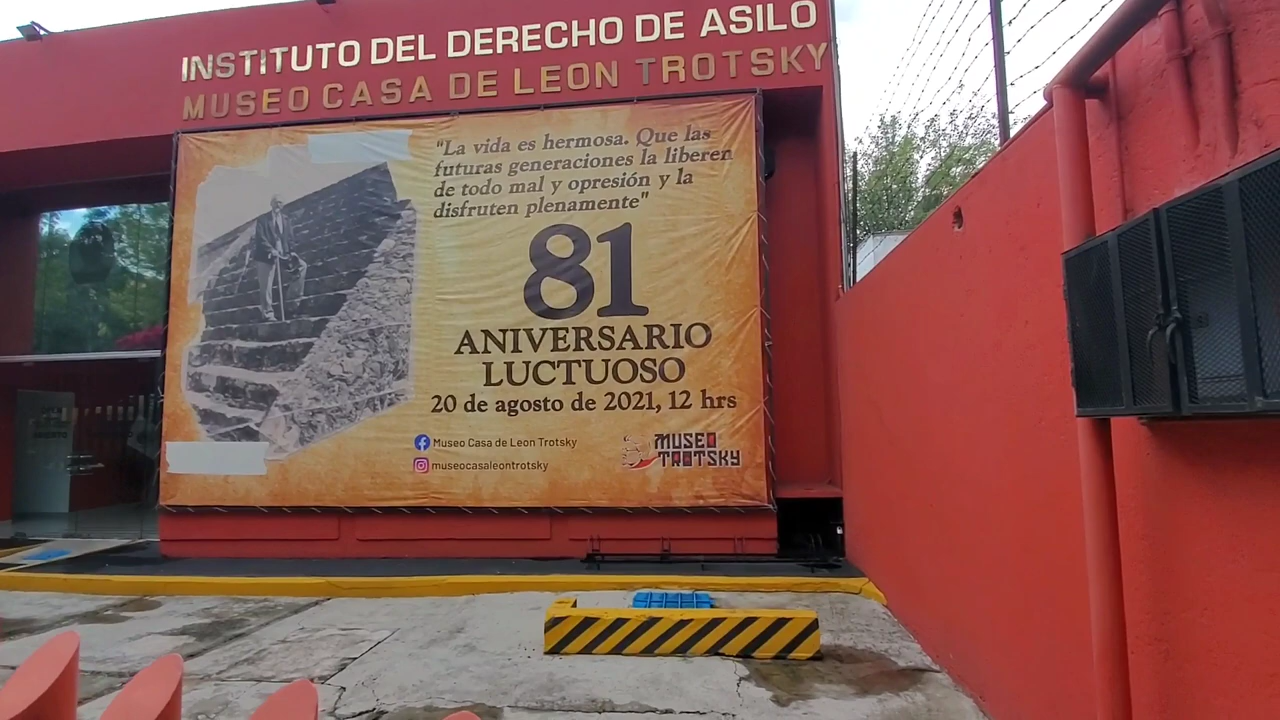 INSTITUTO DEL DERECHO DE ASILO
MUSEO CASA DE LEON TROTSKY
"La vida es hermosa. Que las
futuras generaciones la liberen
de todo mal y opresión y la
disfruten plenamente"
81
ANIVERSARIO
LUCTUOSO
20 de agosto de 2021, 12 hrs
Museo Casa de Leon Trotsky
museocasaleontrotsky
MUSEO
TROTSKY